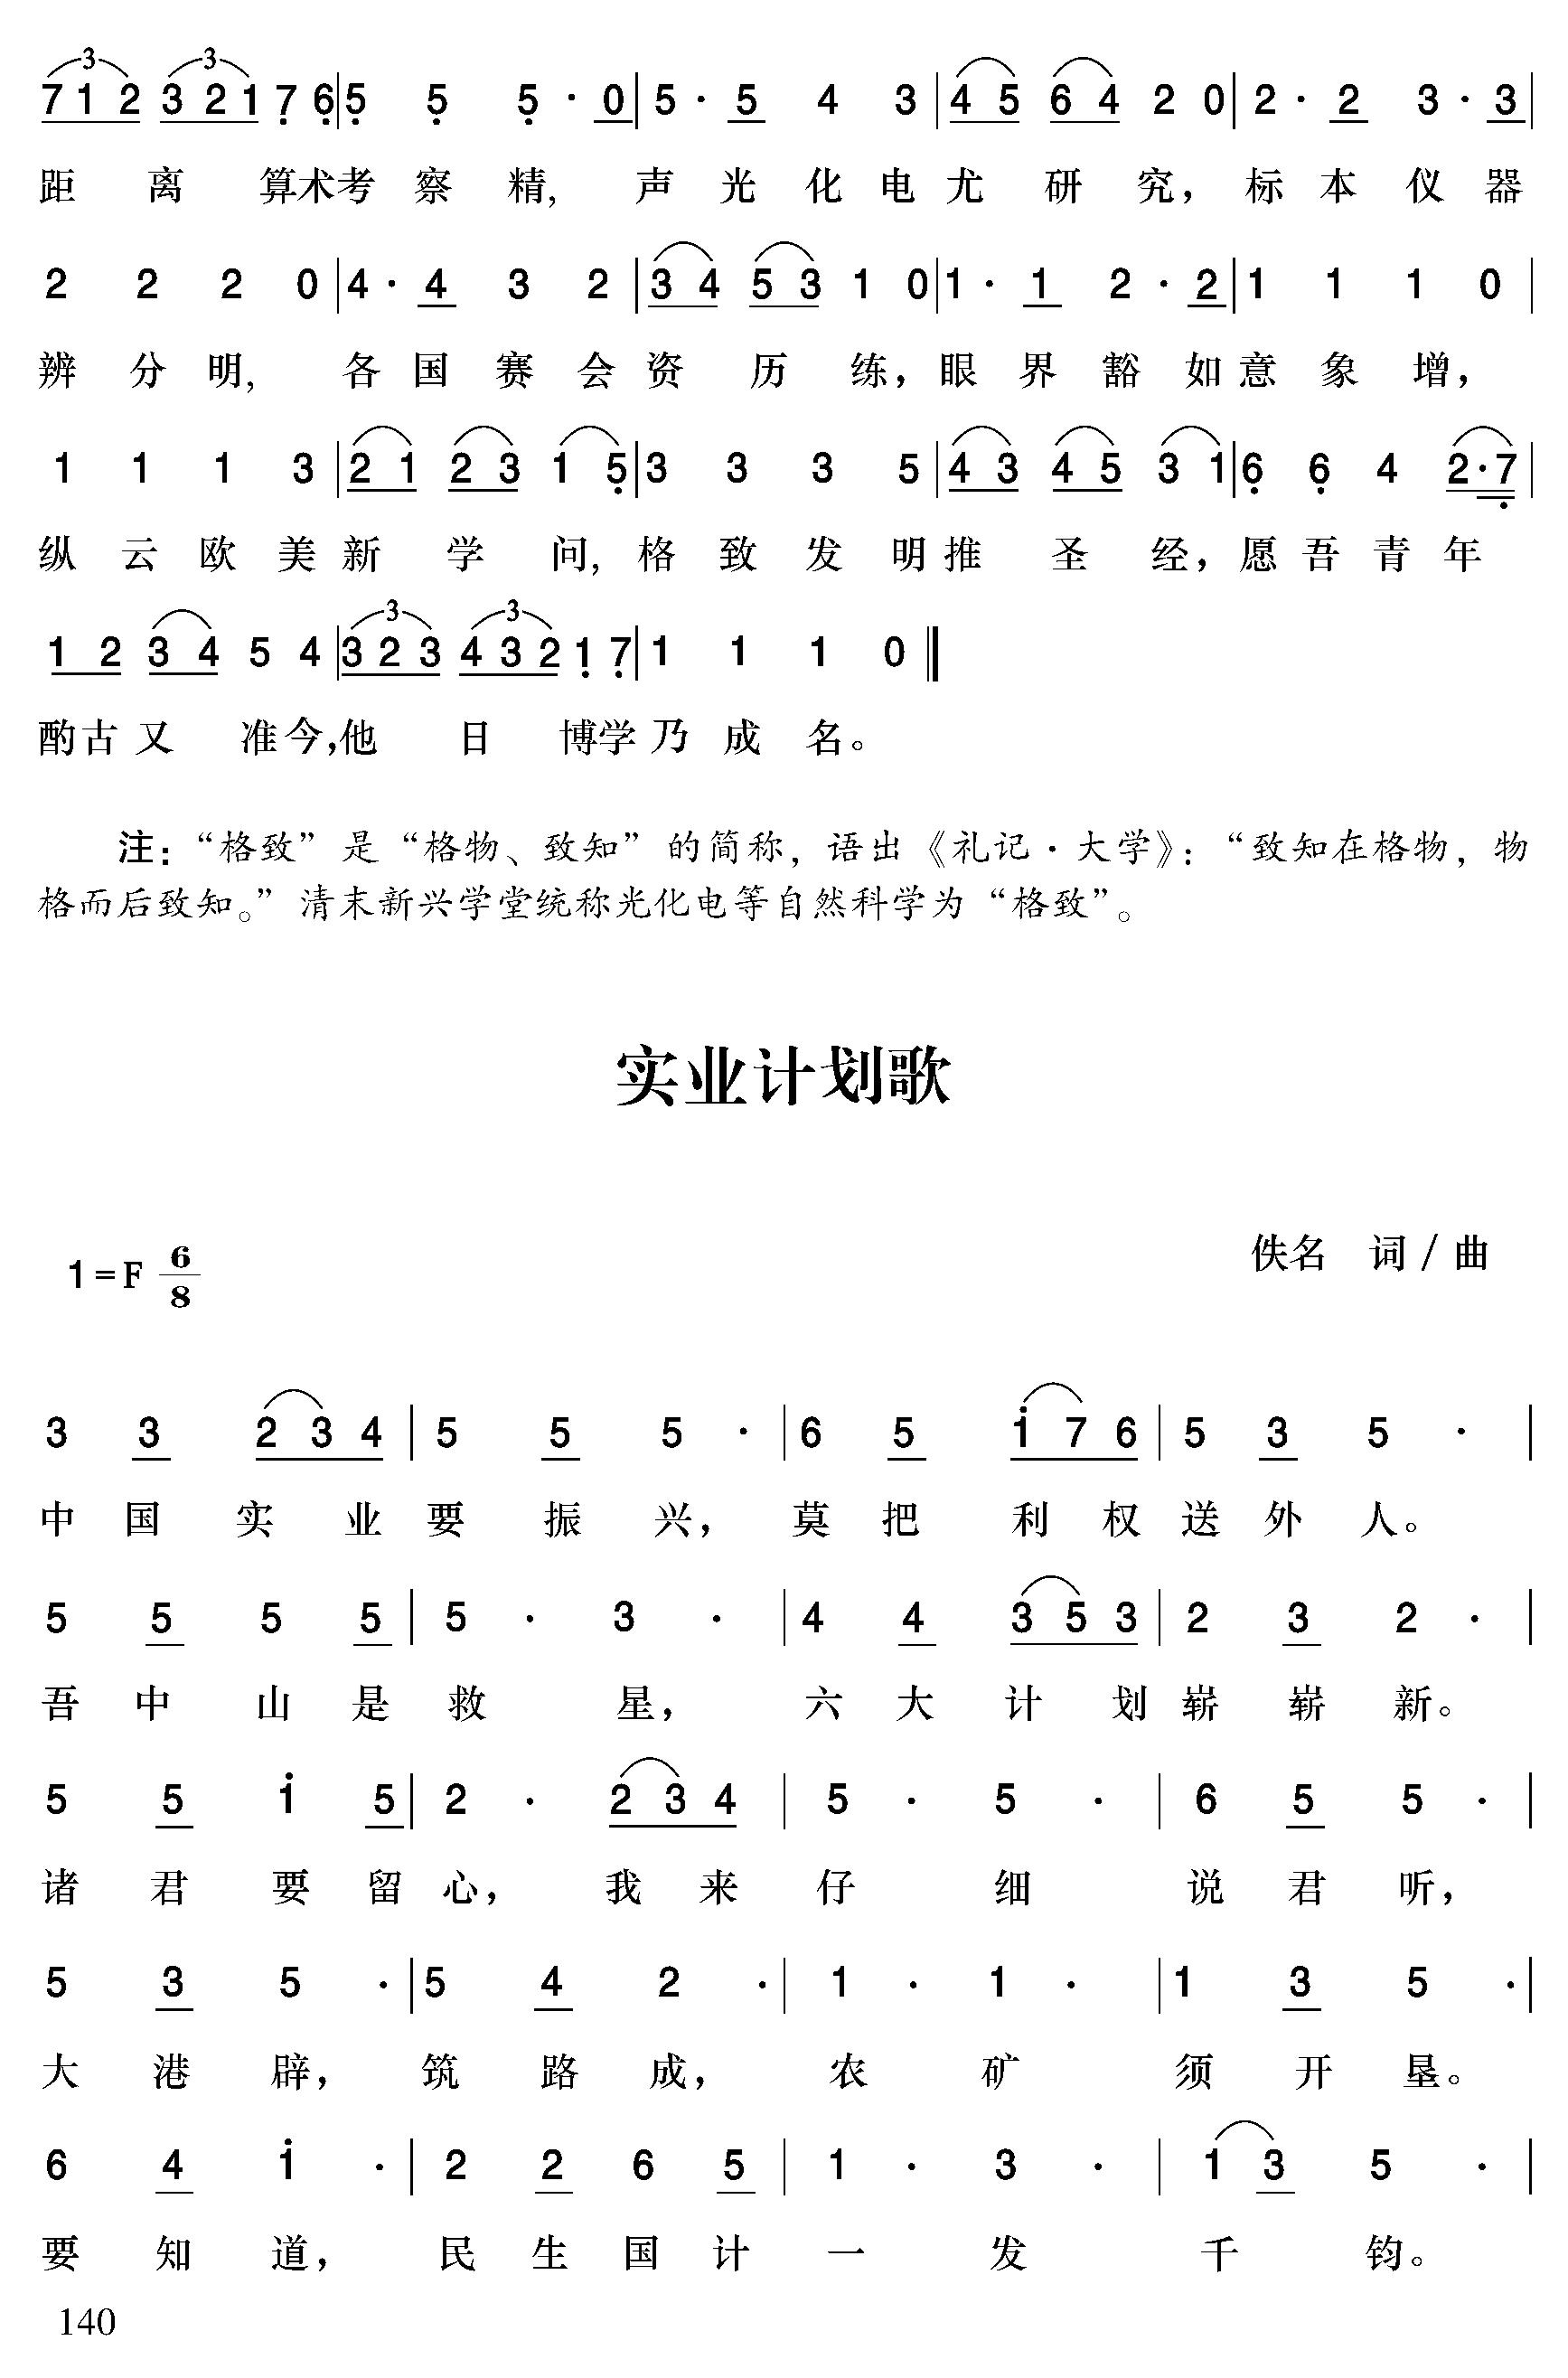 3 3
7 1 2 3 2 1 7 6 | 5 5 5 · 0 | 5 · 5 4 3 | 4 5 6 4 2 0 | 2 · 2 3 · 3 |
距离算术考察精, 声光化电尤研究，标本仪器
2 2 2 0 | 4 · 4 3 2 | 3 4 5 3 1 0 | 1 · 1 2 · 2 | 1 1 1 0 |
辨分明, 各国赛会资历练，眼界豁如意象增，
1 1 1 3 | 2 1 2 3 1 5 | 3 3 3 5 | 4 3 4 5 3 1 | 6 6 4 2 · 7 |
纵云欧美新学问, 格致发明推圣经，愿吾青年
3 3
1 2 3 4 5 4 | 3 2 3 4 3 2 1 7 | 1 1 1 0 ‖
酌古又准今,他日博学乃成名。
注：“格致”是“格物、致知”的简称，语出《礼记·大学》：“致知在格物，物
格而后致知。”清末新兴学堂统称光化电等自然科学为“格致”。
实业计划歌
1=F 6/8
佚名 词/曲
3 3 2 3 4 | 5 5 5 · | 6 5 1 7 6 | 5 3 5 · |
中国实业要振兴，莫把利权送外人。
5 5 5 5 | 5 · 3 · | 4 4 3 5 3 | 2 3 2 · |
吾中山是救星，六大计划崭崭新。
5 5 1 5 | 2 · 2 3 4 | 5 · 5 · | 6 5 5 · |
诸君要留心，我来仔细说君听，
5 3 5 · | 5 4 2 · | 1 · 1 · | 1 3 5 · |
大港辟，筑路成，农矿须开垦。
6 4 1 · | 2 2 6 5 | 1 · 3 · | 1 3 5 · |
要知道，民生国计一发千钧。
140